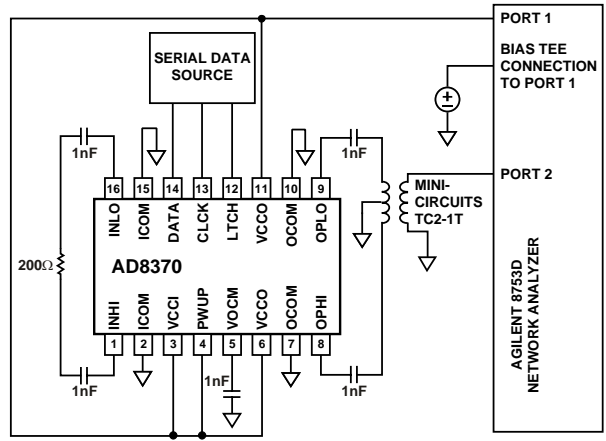 PORT 1
BIAS TEE
CONNECTION
TO PORT 1
SERIAL DATA
SOURCE
1nF
1nF
16
15
14
13
12
11
10
9
INLO
ICOM
DATA
CLCK
LTCH
VCCO
OCOM
OPLO
PORT 2
MINI-
CIRCUITS
TC2-1T
200Ω
AD8370
INHI
ICOM
VCCI
PWUP
VOCM
VCCO
OCOM
OPHI
1
2
3
4
5
6
7
8
1nF
1nF
1nF
AGILENT 8753D
NETWORK ANALYZER